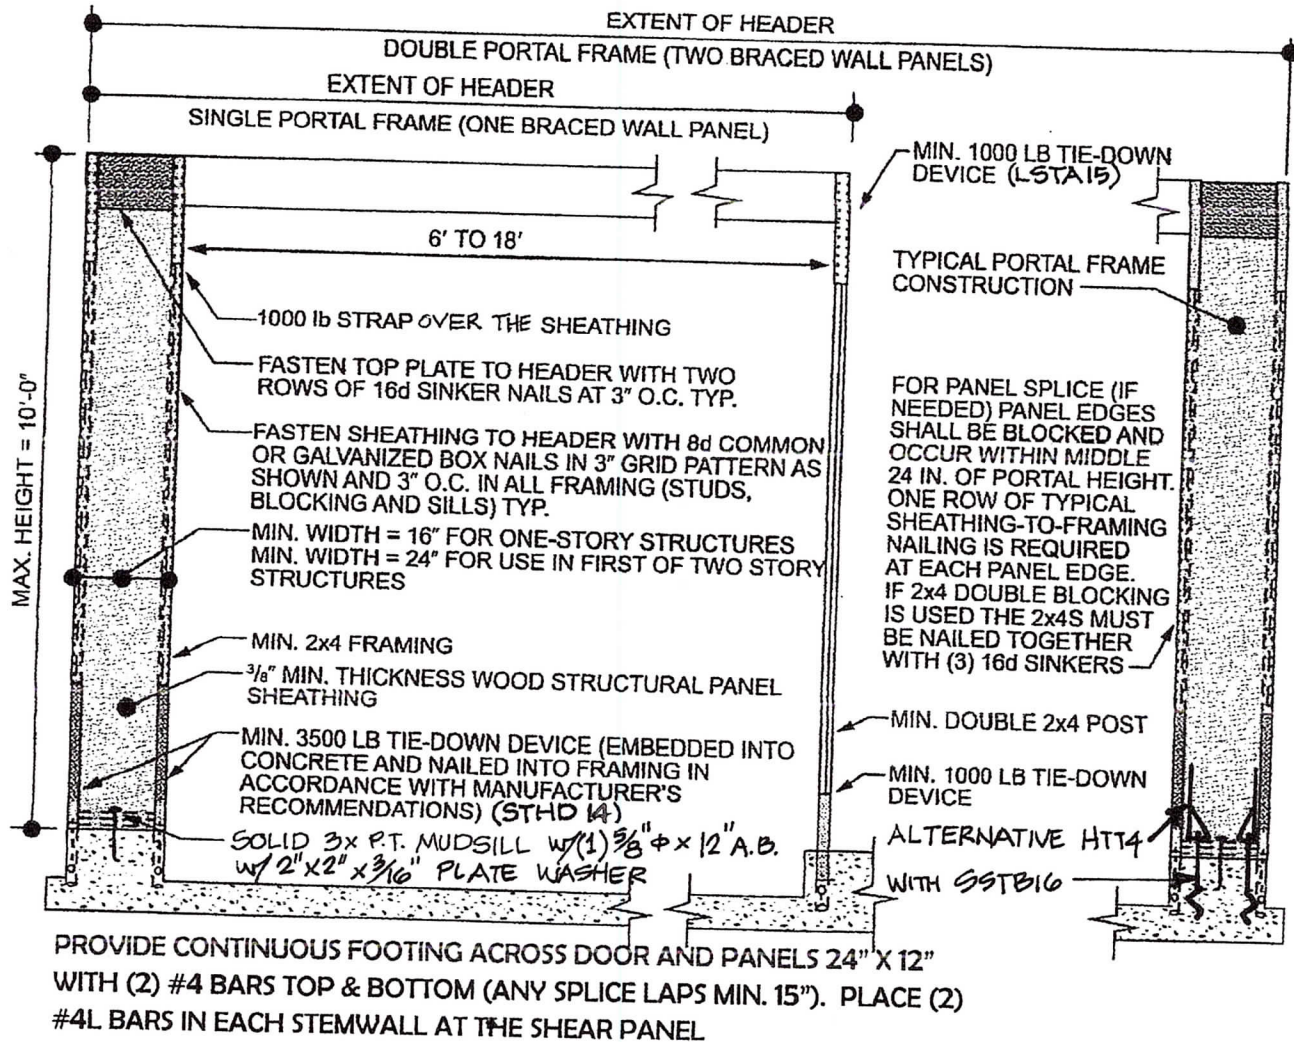 EXTENT OF HEADER
DOUBLE PORTAL FRAME (TWO BRACED WALL PANELS)
EXTENT OF HEADER
SINGLE PORTAL FRAME (ONE BRACED WALL PANEL)
MIN. 1000 LB TIE-DOWN
DEVICE (LSTA15)
6' TO 18'
TYPICAL PORTAL FRAME
CONSTRUCTION
1000 lb STRAP OVER THE SHEATHING
FASTEN TOP PLATE TO HEADER WITH TWO
ROWS OF 16d SINKER NAILS AT 3" O.C. TYP.
FASTEN SHEATHING TO HEADER WITH 8d COMMON
OR GALVANIZED BOX NAILS IN 3" GRID PATTERN AS
SHOWN AND 3" O.C. IN ALL FRAMING (STUDS,
BLOCKING AND SILLS) TYP.
MIN. WIDTH = 16" FOR ONE-STORY STRUCTURES
MIN. WIDTH = 24" FOR USE IN FIRST OF TWO STORY
STRUCTURES
MAX. HEIGHT = 10'-0"
FOR PANEL SPLICE (IF
NEEDED) PANEL EDGES
SHALL BE BLOCKED AND
OCCUR WITHIN MIDDLE
24 IN. OF PORTAL HEIGHT.
ONE ROW OF TYPICAL
SHEATHING-TO-FRAMING
NAILING IS REQUIRED
AT EACH PANEL EDGE.
IF 2x4 DOUBLE BLOCKING
IS USED THE 2x4S MUST
BE NAILED TOGETHER
WITH (3) 16d SINKERS
MIN. 2x4 FRAMING
3/8" MIN. THICKNESS WOOD STRUCTURAL PANEL
SHEATHING
MIN. 3500 LB TIE-DOWN DEVICE (EMBEDDED INTO
CONCRETE AND NAILED INTO FRAMING IN
ACCORDANCE WITH MANUFACTURER'S
RECOMMENDATIONS) (STHD 14)
SOLID 3x P.T. MUDSILL W/(1) 5/8" Φ x 12" A.B.
W/ 2" x 2" x 3/16" PLATE WASHER
MIN. DOUBLE 2x4 POST
MIN. 1000 LB TIE-DOWN
DEVICE
ALTERNATIVE HTT4
WITH SSTB16
PROVIDE CONTINUOUS FOOTING ACROSS DOOR AND PANELS 24" X 12"
WITH (2) #4 BARS TOP & BOTTOM (ANY SPLICE LAPS MIN. 15"). PLACE (2)
#4L BARS IN EACH STEMWALL AT THE SHEAR PANEL